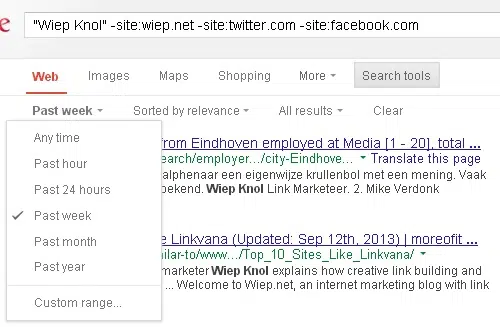 e "Wiep Knol" -site:wiep.net -site:twitter.com -site:facebook.com
Web Images Maps Shopping More Search tools
Past week Sorted by relevance All results Clear
Any time
Past hour
Past 24 hours
Past week
Past month
Past year
Custom range...
from Eindhoven employed at Media [1 - 20], total ...
earch/employer.../city-Eindhove... Translate this page
alphenaar een eigenwijze krullenbol met een mening. Vaak
bekend. Wiep Knol Link Marketeer. 2. Mike Verdonk
e Linkvana (Updated: Sep 12th, 2013) | moreofit ...
milar-to/www.../Top_10_Sites_Like_Linkvana/
marketer Wiep Knol explains how creative link building and
... Welcome to Wiep.net, an internet marketing blog with link